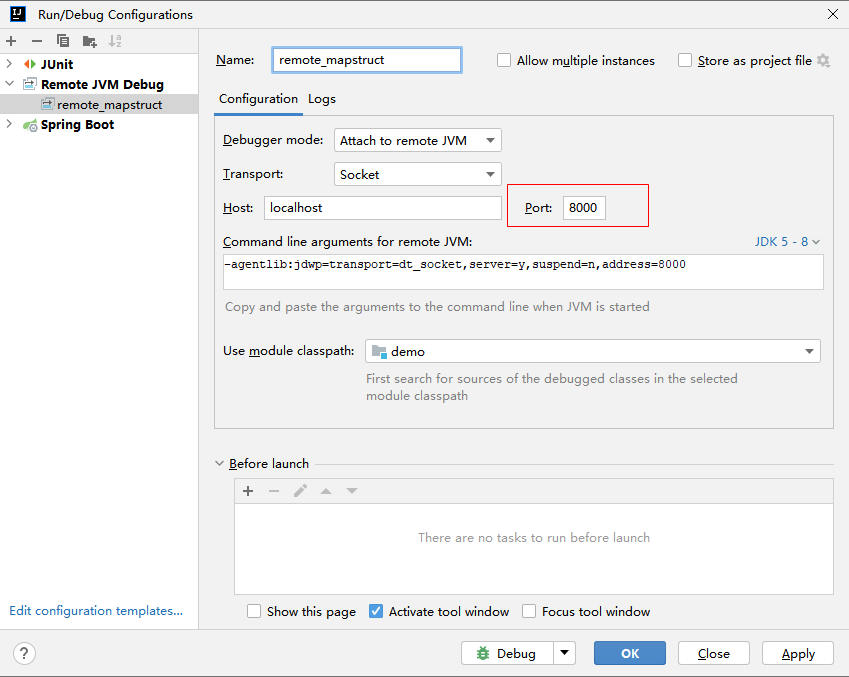 Run/Debug Configurations
JUnit
Remote JVM Debug
remote_mapstruct
Spring Boot
Edit configuration templates...
Name: remote_mapstruct Allow multiple instances Store as project file
Configuration Logs
Debugger mode: Attach to remote JVM
Transport: Socket
Host: localhost Port: 8000
Command line arguments for remote JVM: JDK 5 - 8
-agentlib:jdwp=transport=dt_socket,server=y,suspend=n,address=8000
Copy and paste the arguments to the command line when JVM is started
Use module classpath: demo
First search for sources of the debugged classes in the selected
module classpath
Before launch
There are no tasks to run before launch
Show this page Activate tool window Focus tool window
? Debug OK Close Apply